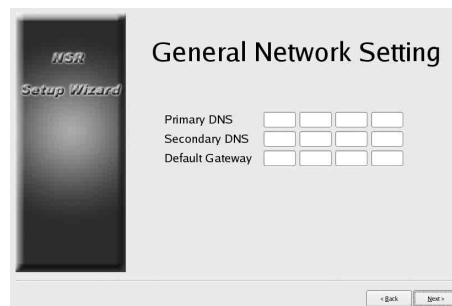 NSR
Setup Wizard
General Network Setting
Primary DNS
Secondary DNS
Default Gateway
< Back
Next >